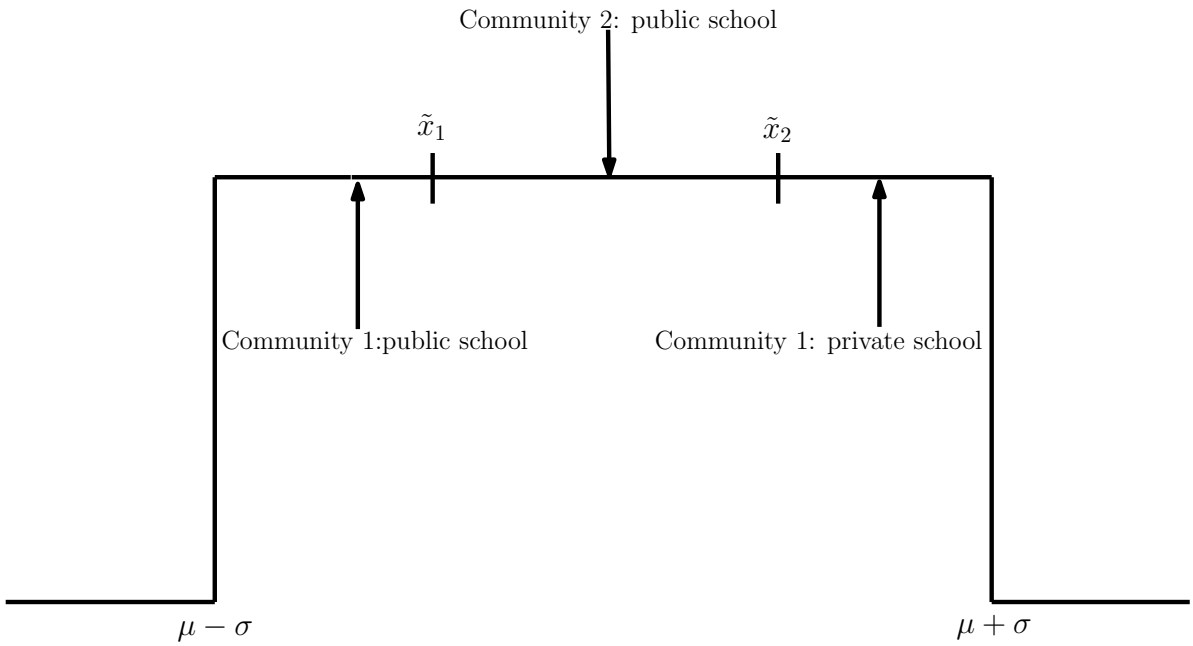 Community 2: public school
x̃₁
x̃₂
Community 1:public school
Community 1: private school
μ − σ
μ + σ